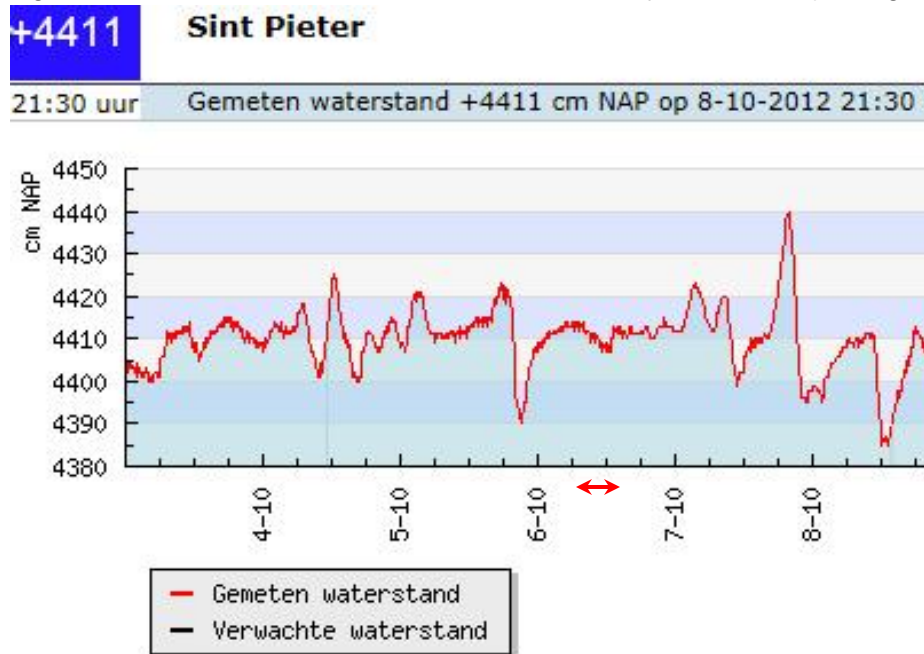 +4411
Sint Pieter
21:30 uur
Gemeten waterstand +4411 cm NAP op 8-10-2012 21:30
cm NAP
4450
4440
4430
4420
4410
4400
4390
4380
4-10
5-10
6-10
7-10
8-10
Gemeten waterstand
Verwachte waterstand